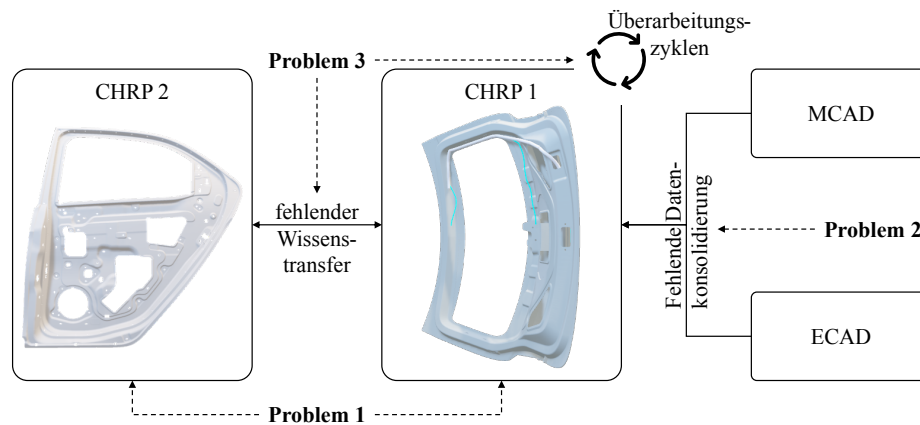 Überarbeitungs-
zyklen
Problem 3
CHRP 2
CHRP 1
MCAD
fehlender
Wissens-
transfer
Fehlende Daten-
konsolidierung
Problem 2
ECAD
Problem 1